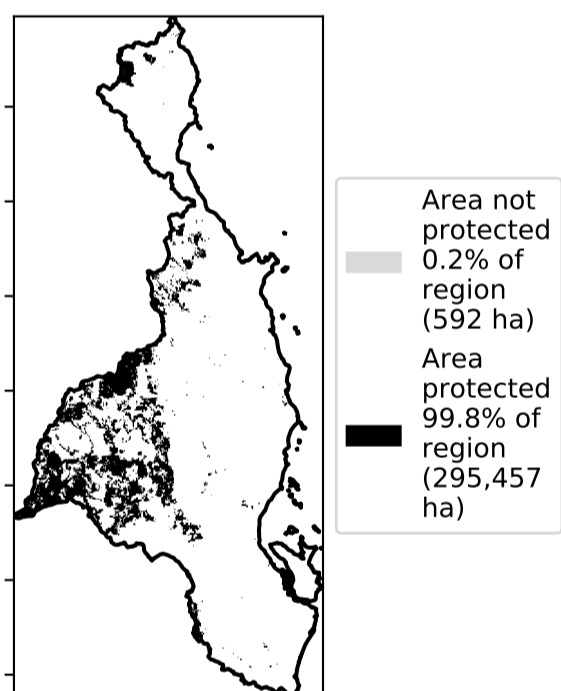 Area not
protected
0.2% of
region
(592 ha)
Area
protected
99.8% of
region
(295,457
ha)